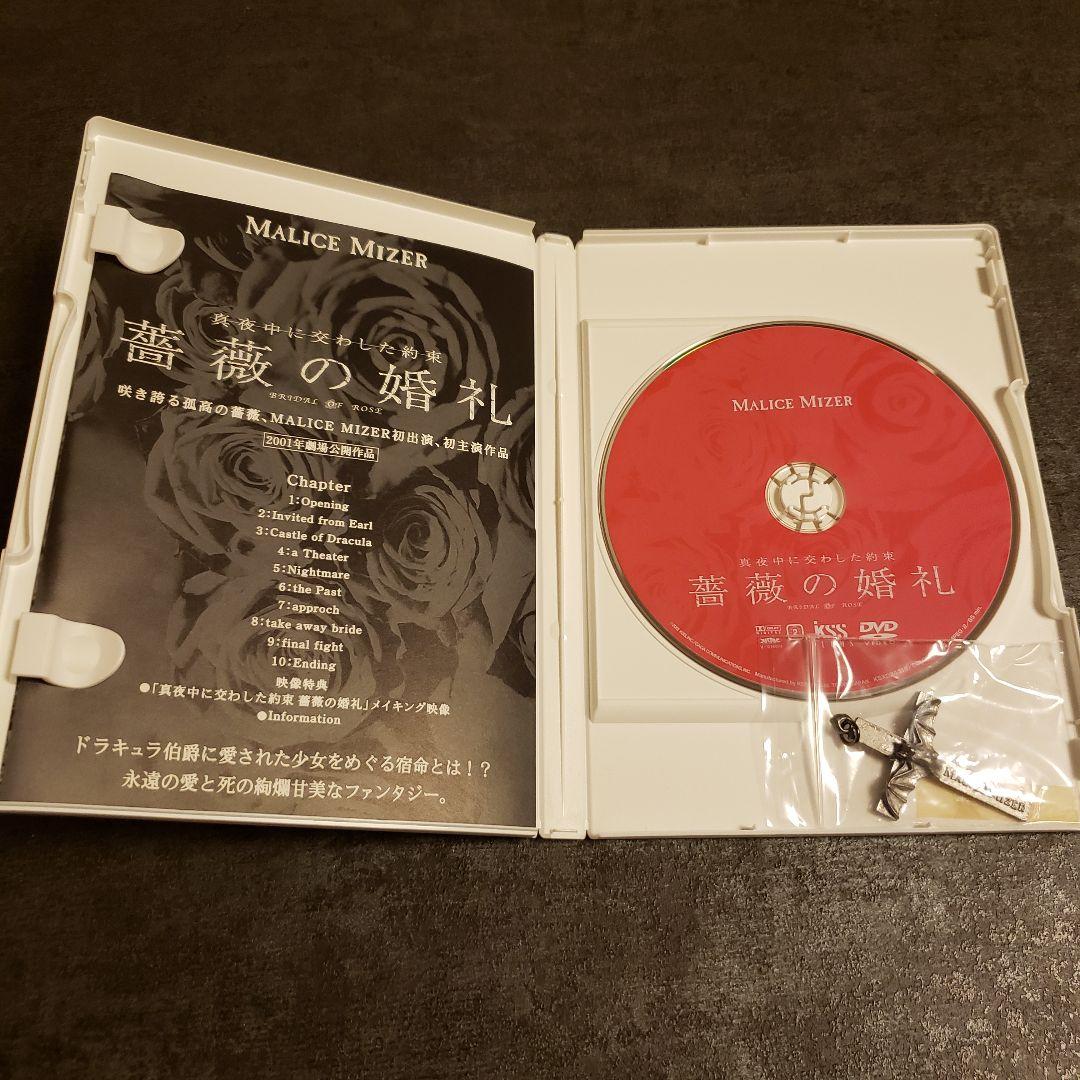 MALICE MIZER
真夜中に交わした約束
薔薇の婚礼
BRIDAL OF ROSE
咲き誇る孤高の薔薇、MALICE MIZER初出演、初主演作品
2001年劇場公開作品
Chapter
1:Opening
2:Invited from Earl
3:Castle of Dracula
4:a Theater
5:Nightmare
6:the Past
7:approch
8:take away bride
9:final fight
10:Ending
映像特典
●「真夜中に交わした約束 薔薇の婚礼」メイキング映像
●Information
ドラキュラ伯爵に愛された少女をめぐる宿命とは!?
永遠の愛と死の絢爛甘美なファンタジー。
MALICE MIZER
真夜中に交わした約束
薔薇の婚礼
BRIDAL OF ROSE
2
KSS
DVD
MALICE MIZER